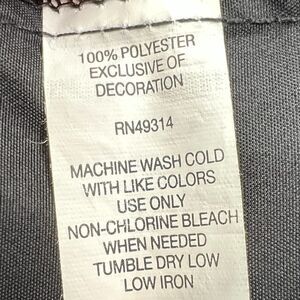 100% POLYESTER
EXCLUSIVE OF
DECORATION
RN49314
MACHINE WASH COLD
WITH LIKE COLORS
USE ONLY
NON-CHLORINE BLEACH
WHEN NEEDED
TUMBLE DRY LOW
LOW IRON